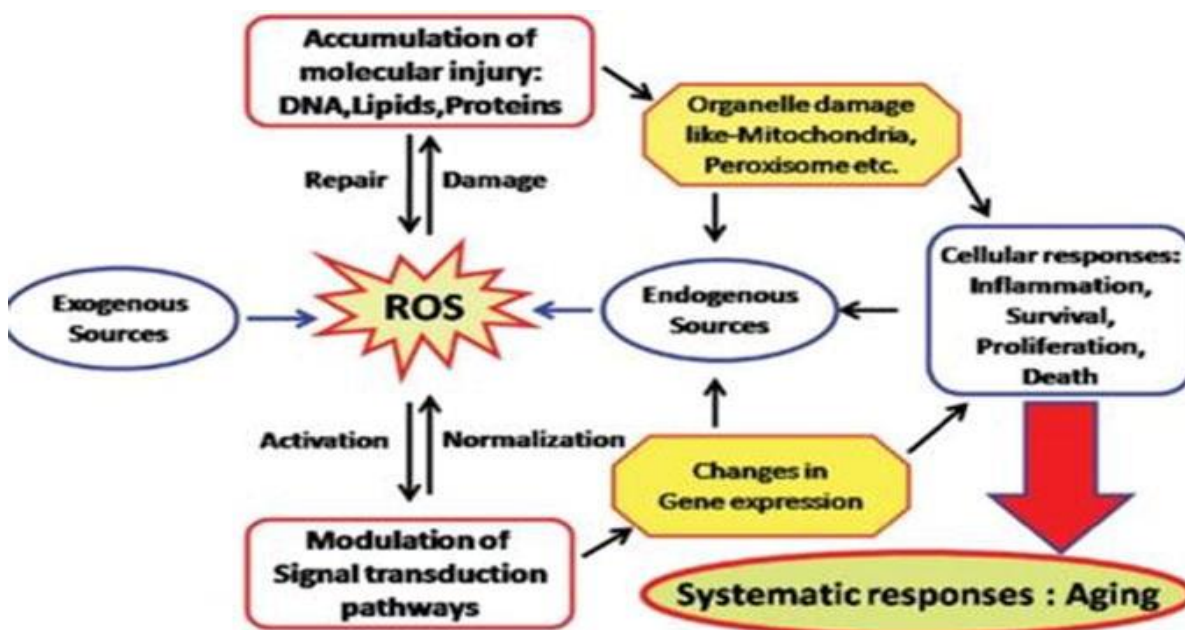 Accumulation of
molecular injury:
DNA,Lipids,Proteins
Organelle damage
like-Mitochondria,
Peroxisome etc.
Repair
Damage
Cellular responses:
Inflammation,
Survival,
Proliferation,
Death
Exogenous
Sources
ROS
Endogenous
Sources
Activation
Normalization
Changes in
Gene expression
Modulation of
Signal transduction
pathways
Systematic responses : Aging